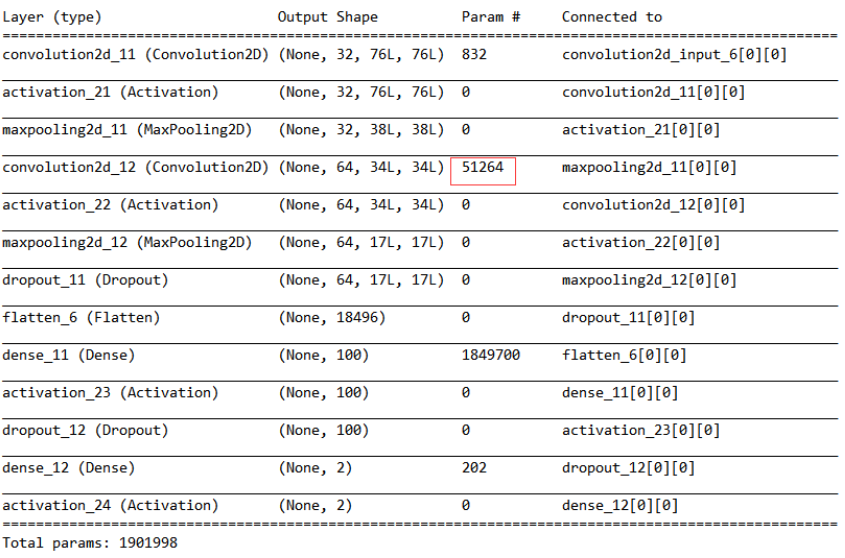 Layer (type) Output Shape Param # Connected to
====================================================================================================
convolution2d_11 (Convolution2D) (None, 32, 76L, 76L) 832 convolution2d_input_6[0][0]
activation_21 (Activation) (None, 32, 76L, 76L) 0 convolution2d_11[0][0]
maxpooling2d_11 (MaxPooling2D) (None, 32, 38L, 38L) 0 activation_21[0][0]
convolution2d_12 (Convolution2D) (None, 64, 34L, 34L) 51264 maxpooling2d_11[0][0]
activation_22 (Activation) (None, 64, 34L, 34L) 0 convolution2d_12[0][0]
maxpooling2d_12 (MaxPooling2D) (None, 64, 17L, 17L) 0 activation_22[0][0]
dropout_11 (Dropout) (None, 64, 17L, 17L) 0 maxpooling2d_12[0][0]
flatten_6 (Flatten) (None, 18496) 0 dropout_11[0][0]
dense_11 (Dense) (None, 100) 1849700 flatten_6[0][0]
activation_23 (Activation) (None, 100) 0 dense_11[0][0]
dropout_12 (Dropout) (None, 100) 0 activation_23[0][0]
dense_12 (Dense) (None, 2) 202 dropout_12[0][0]
activation_24 (Activation) (None, 2) 0 dense_12[0][0]
====================================================================================================
Total params: 1901998